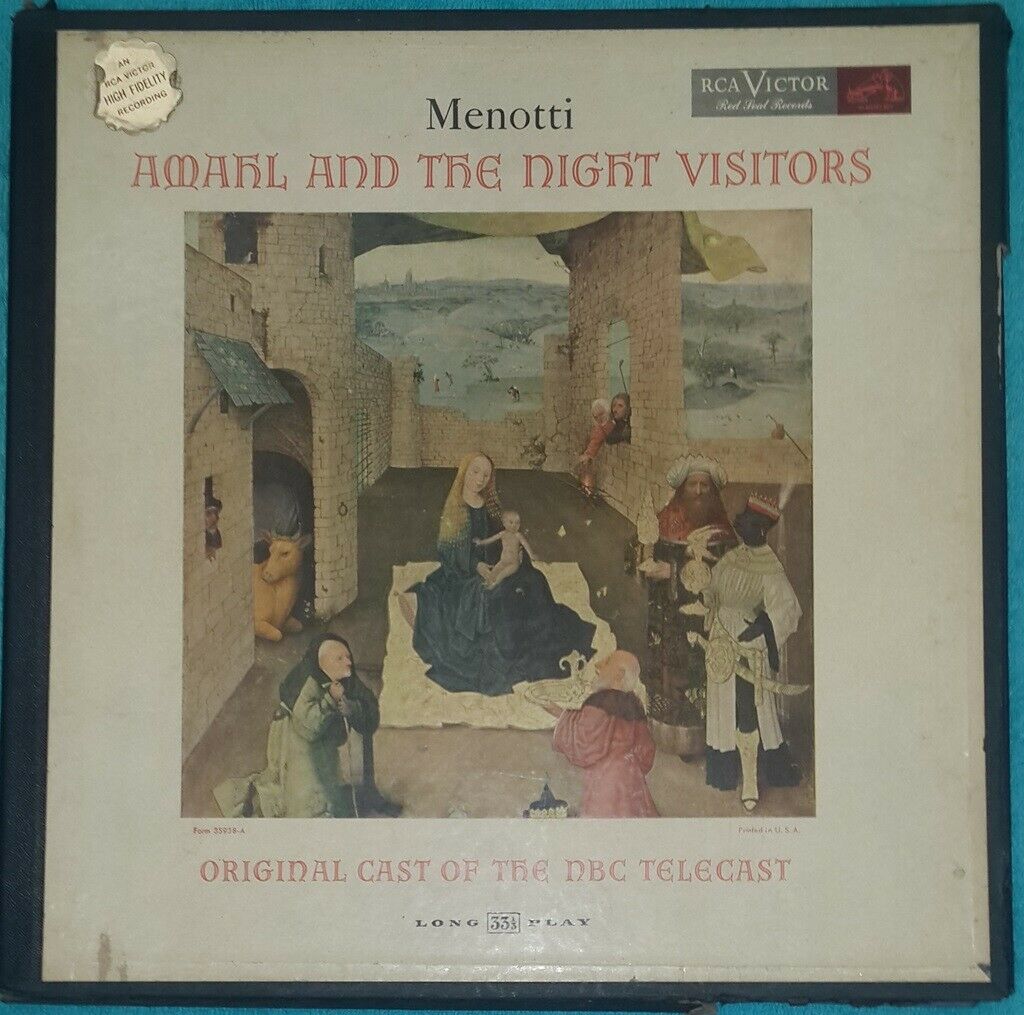 AN
RCA VICTOR
HIGH FIDELITY
RECORDING
RCA VICTOR
Red Seal Records
Menotti
AMAHL AND THE NIGHT VISITORS
Form 35958-A
Printed in U. S. A.
ORIGINAL CAST OF THE NBC TELECAST
LONG 33⅓ PLAY